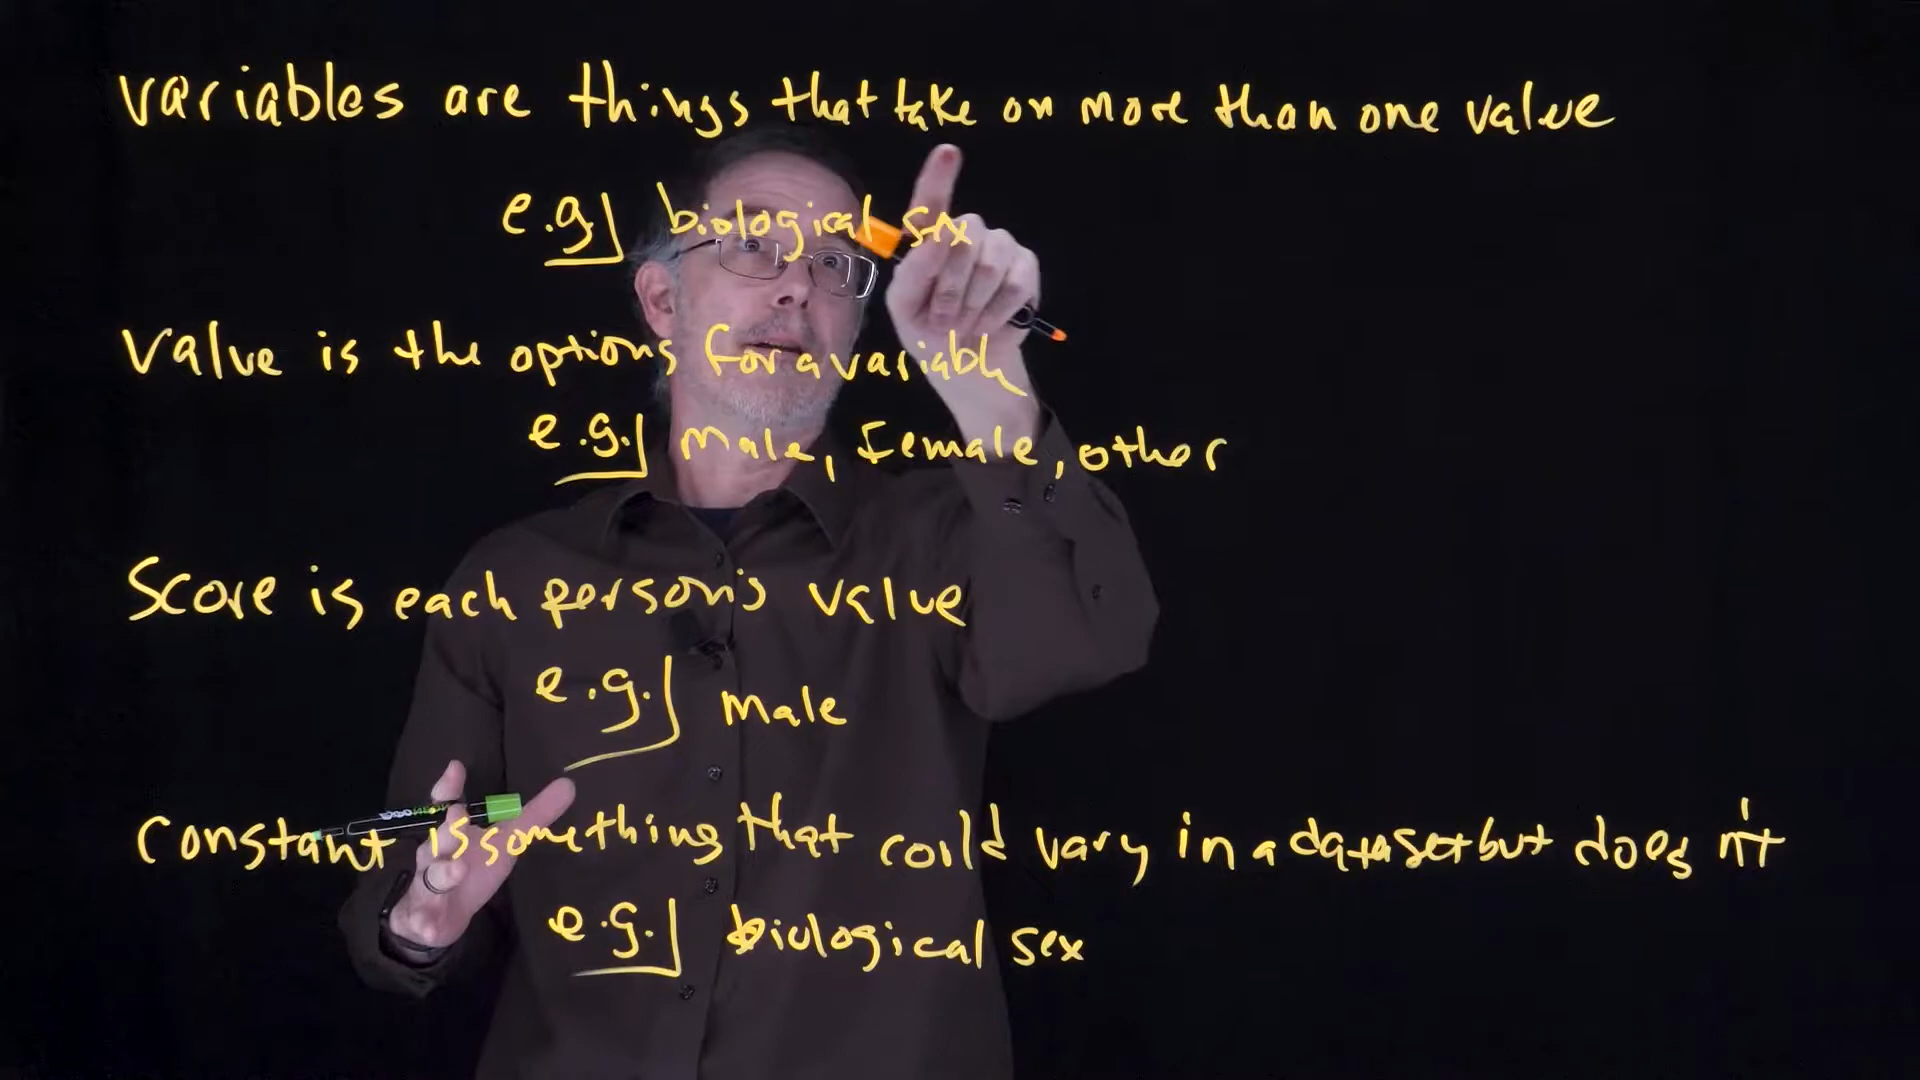 variables are things that take on more than one value
e.g. biological sex
value is the options for a variable
e.g. male, female, other
Score is each person's value
e.g. male
Constant is something that could vary in a dataset but does n't
e.g. biological sex